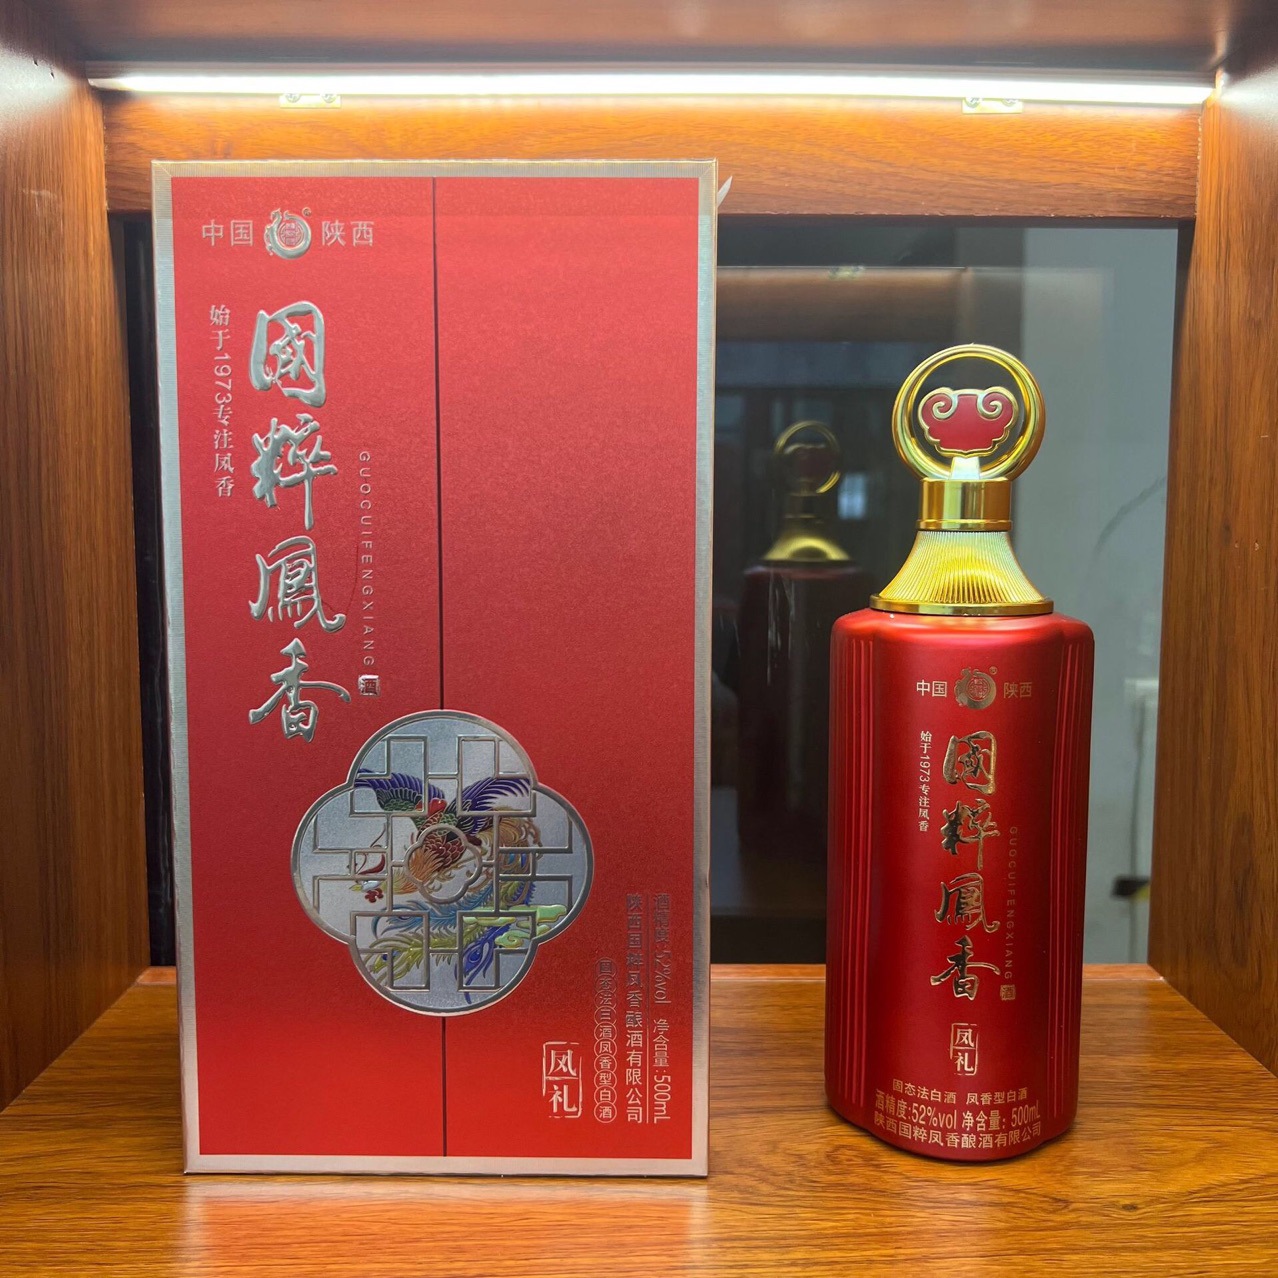 中国 陕西
始于1973专注凤香
國粹鳳香
GUOCUIFENGXIANG
酒
酒精度:52%vol 净含量:500mL
陕西国粹凤香酿酒有限公司
固态法三酒凤香型白酒
凤礼
中国 陕西
始于1973专注凤香
國粹鳳香
GUOCUIFENGXIANG
酒
凤礼
固态法白酒 凤香型白酒
酒精度:52%vol 净含量:500mL
陕西国粹凤香酿酒有限公司